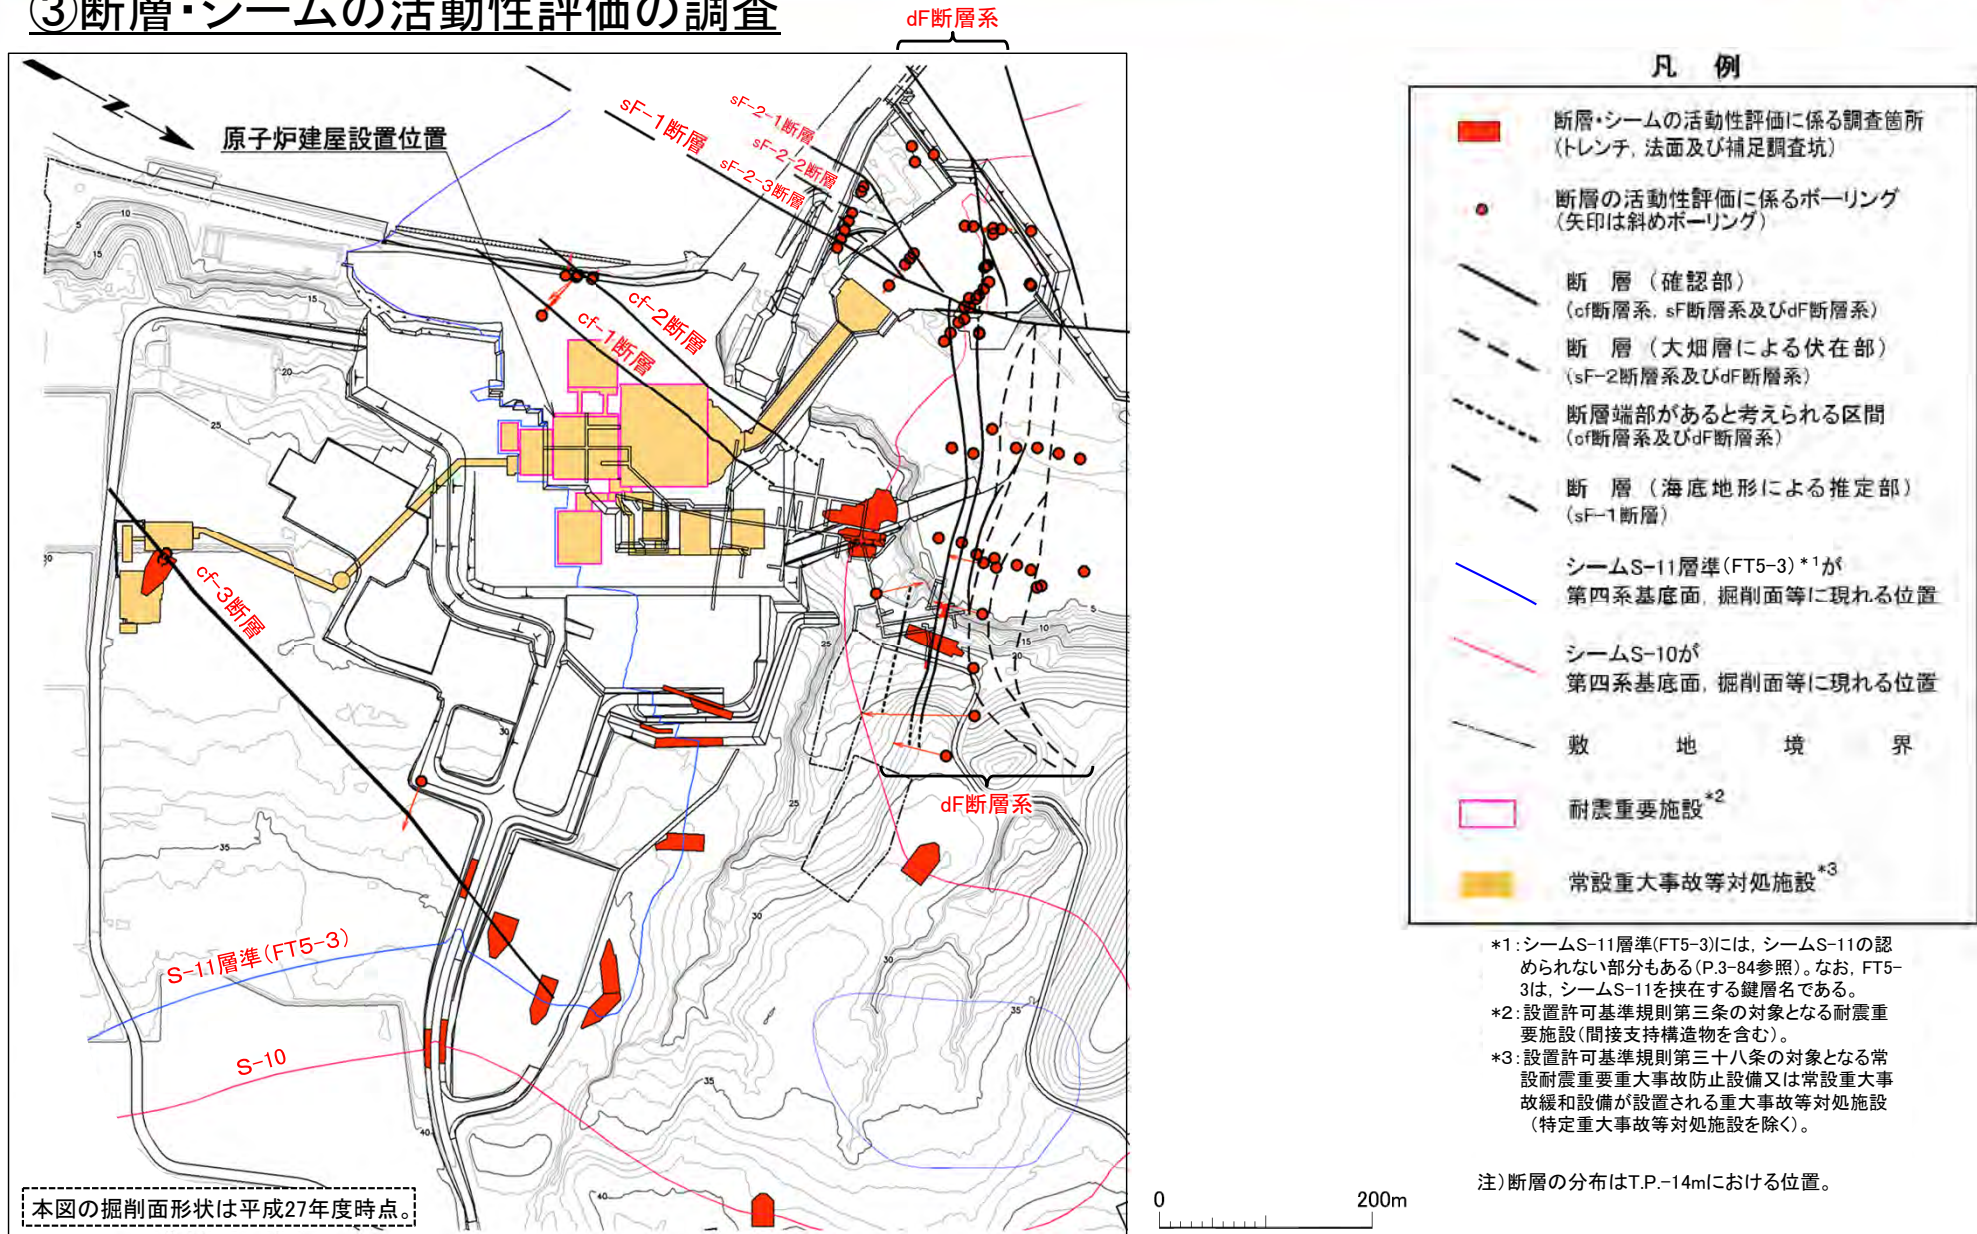 ③断層・シームの活動性評価の調査
dF断層系
N
原子炉建屋設置位置
sF-1断層
sF-2-1断層
sF-2-2断層
sF-2-3断層
cf-2断層
cf-1断層
cf-3断層
dF断層系
S-11層準(FT5-3)
S-10
5
10
15
15
20
25
30
30
35
25
5
10
15
20
25
30
30
35
35
40
40
本図の掘削面形状は平成27年度時点。
0 200m
凡 例
断層・シームの活動性評価に係る調査箇所
(トレンチ, 法面及び補足調査坑)
断層の活動性評価に係るボーリング
(矢印は斜めボーリング)
断 層 (確認部)
(cf断層系, sF断層系及びdF断層系)
断 層 (大畑層による伏在部)
(sF-2断層系及びdF断層系)
断層端部があると考えられる区間
(cf断層系及びdF断層系)
断 層 (海底地形による推定部)
(sF-1断層)
シームS-11層準(FT5-3)*1が
第四系基底面, 掘削面等に現れる位置
シームS-10が
第四系基底面, 掘削面等に現れる位置
敷 地 境 界
耐震重要施設*2
常設重大事故等対処施設*3
*1:シームS-11層準(FT5-3)には, シームS-11の認
められない部分もある(P.3-84参照)。なお, FT5-
3は, シームS-11を挟在する鍵層名である。
*2:設置許可基準規則第三条の対象となる耐震重
要施設(間接支持構造物を含む)。
*3:設置許可基準規則第三十八条の対象となる常
設耐震重要重大事故防止設備又は常設重大事
故緩和設備が設置される重大事故等対処施設
(特定重大事故等対処施設を除く)。
注)断層の分布はT.P.-14mにおける位置。